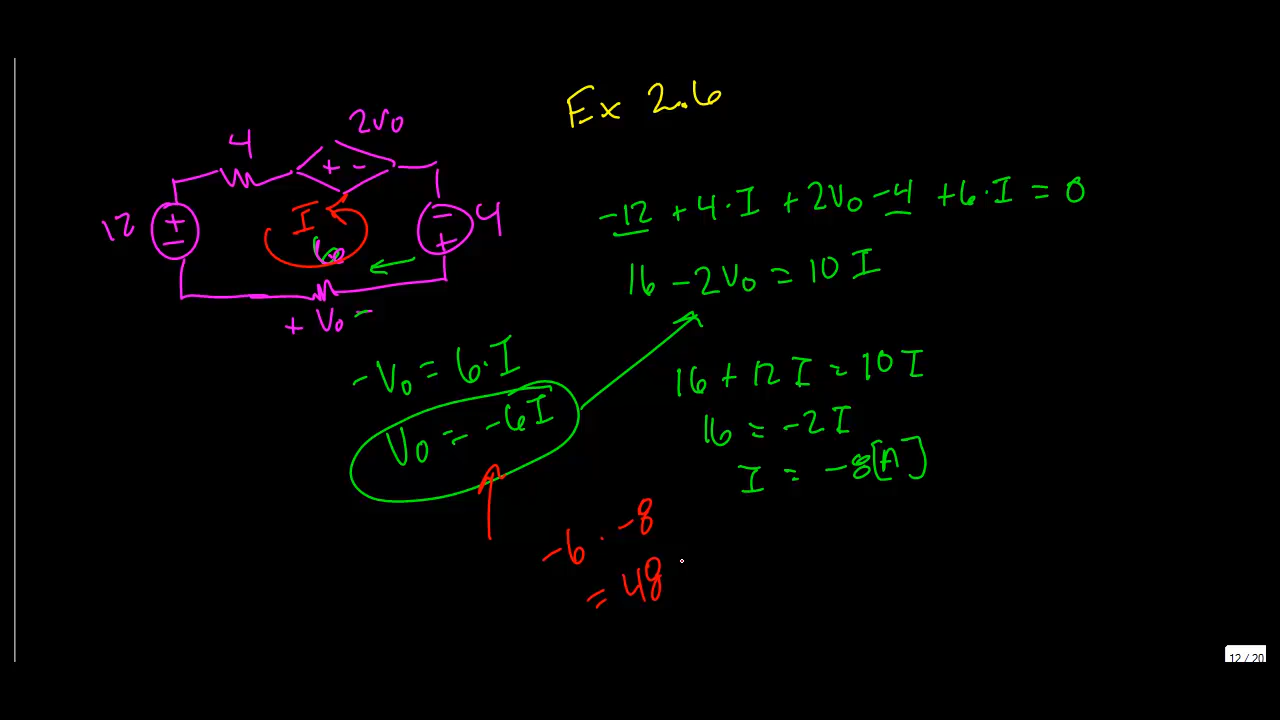 Ex 2.6
2V₀
4
+ -
12
+
-
I
6
-
+
4
+ V₀ -
-12 + 4·I + 2V₀ - 4 + 6·I = 0
16 - 2V₀ = 10 I
-V₀ = 6·I
V₀ = -6I
16 + 12 I = 10 I
16 = -2 I
I = -8[A]
-6 · -8
= 48
12 / 20